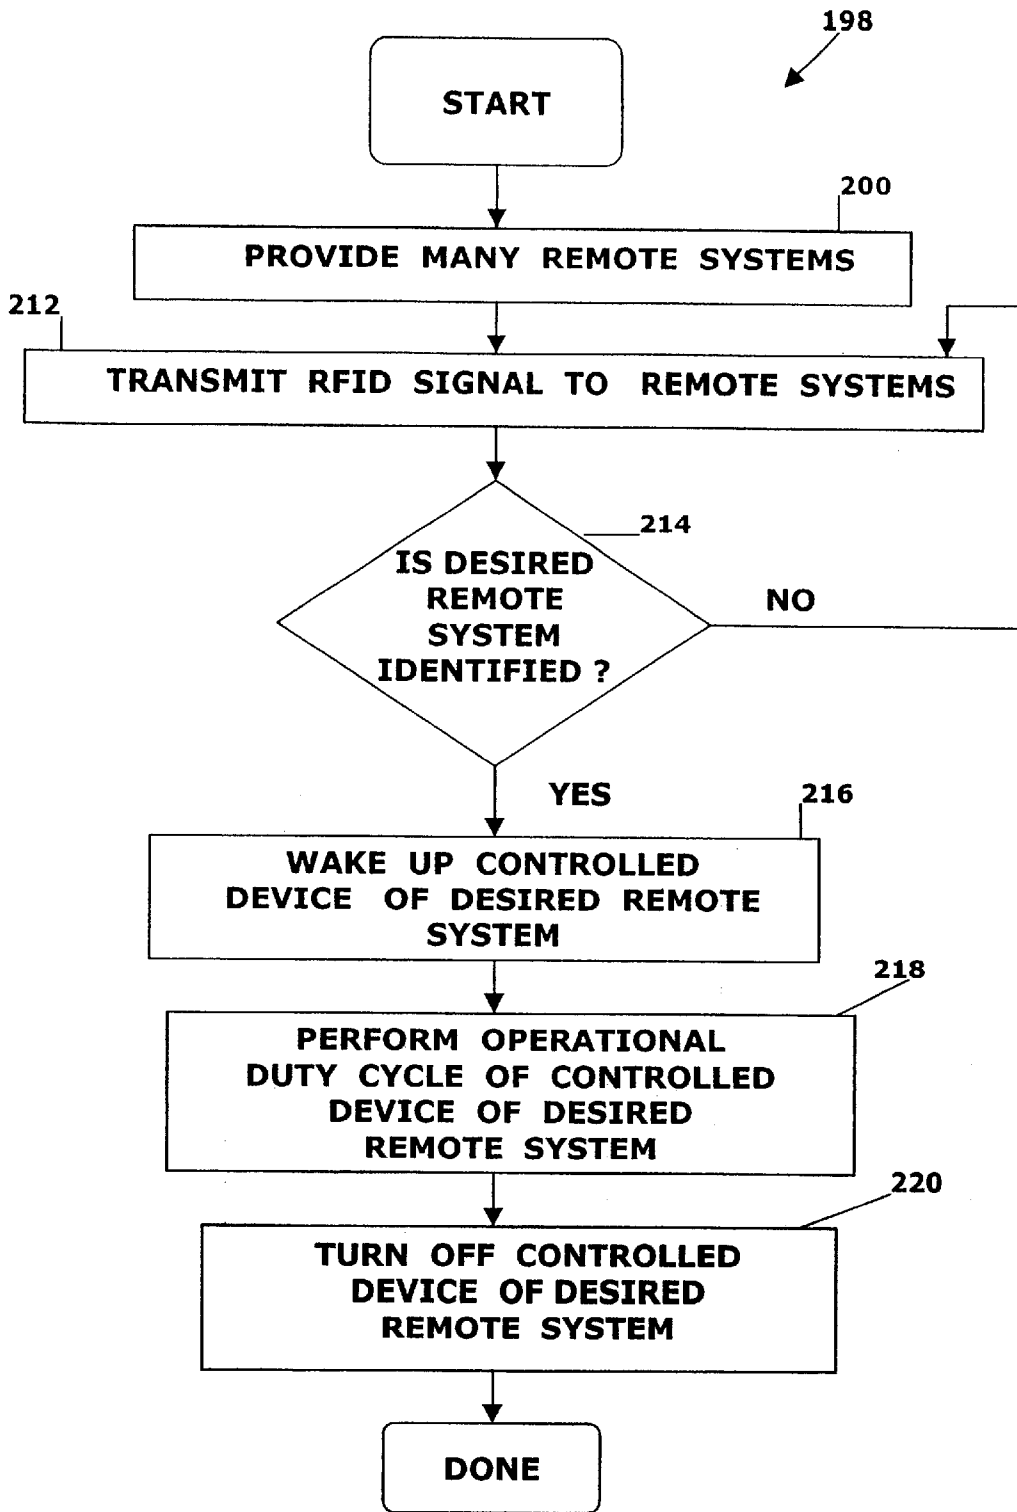 198
START
200
PROVIDE MANY REMOTE SYSTEMS
212
TRANSMIT RFID SIGNAL TO REMOTE SYSTEMS
214
IS DESIRED
REMOTE
SYSTEM
IDENTIFIED ?
NO
YES
216
WAKE UP CONTROLLED
DEVICE OF DESIRED REMOTE
SYSTEM
218
PERFORM OPERATIONAL
DUTY CYCLE OF CONTROLLED
DEVICE OF DESIRED
REMOTE SYSTEM
220
TURN OFF CONTROLLED
DEVICE OF DESIRED
REMOTE SYSTEM
DONE